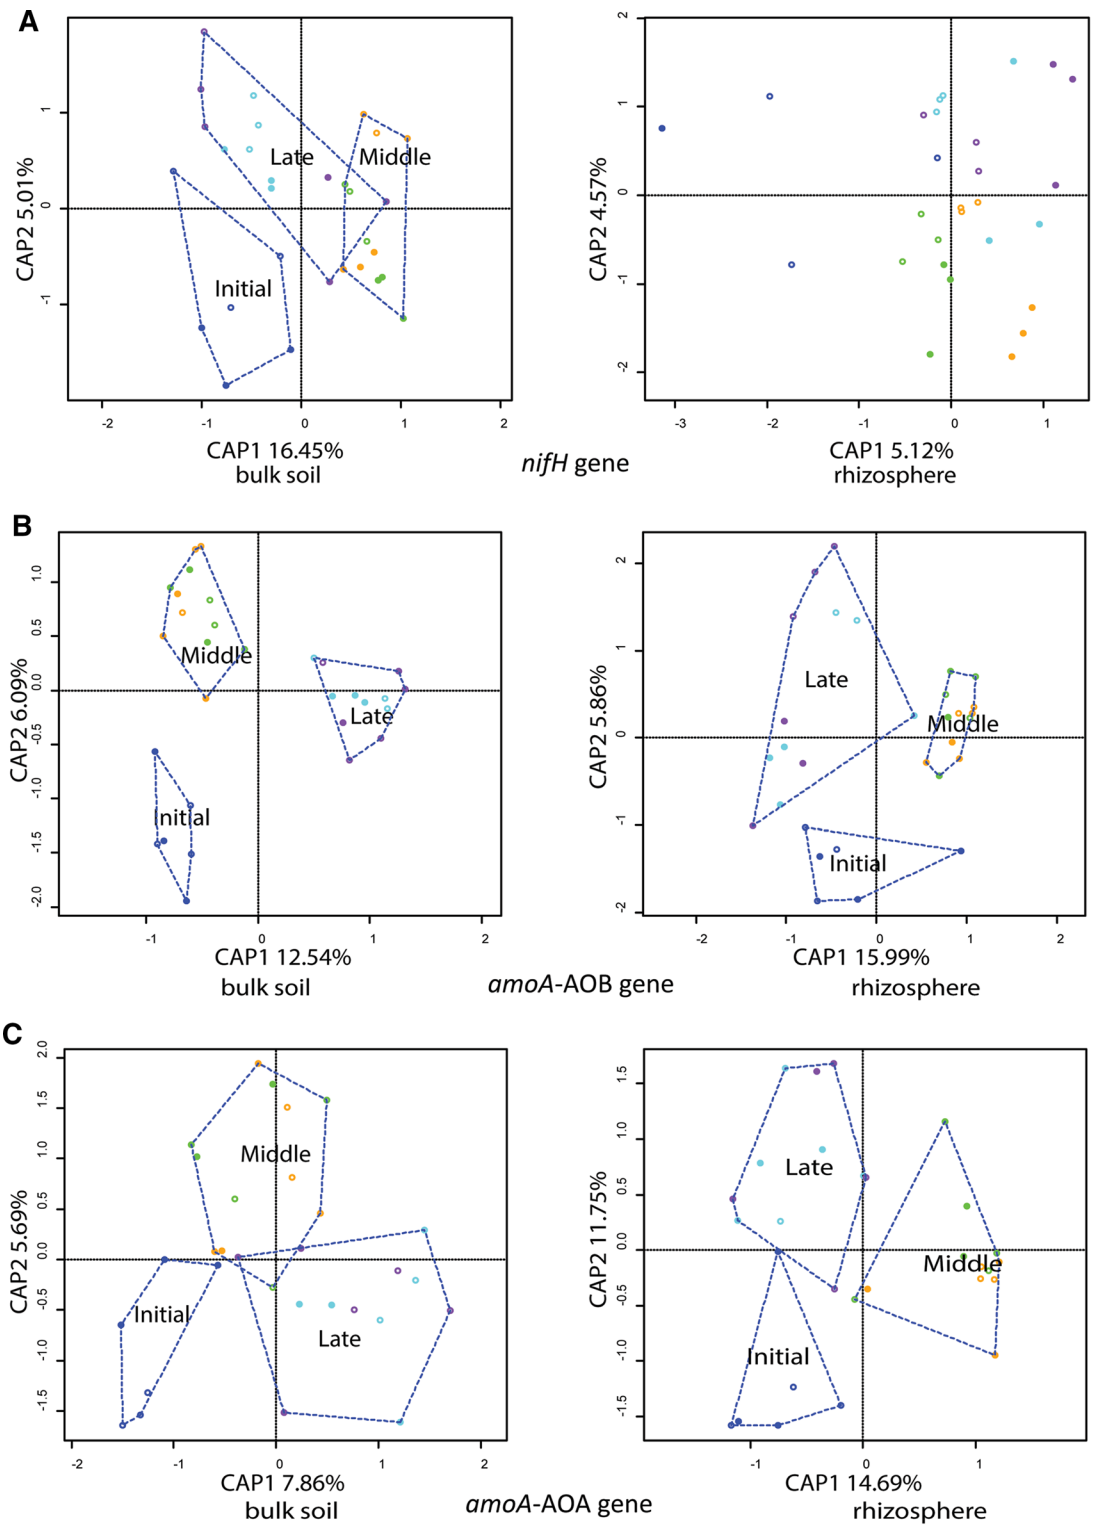 A
1
0
-1
CAP2 5.01%
Late
Middle
Initial
-2
-1
0
1
2
CAP1 16.45%
bulk soil
2
1
0
-1
-2
CAP2 4.57%
-3
-2
-1
0
1
CAP1 5.12%
rhizosphere
nifH gene
B
1.0
0.5
0.0
-0.5
-1.0
-1.5
-2.0
CAP2 6.09%
Middle
Late
Initial
-1
0
1
2
CAP1 12.54%
bulk soil
2
1
0
-1
-2
CAP2 5.86%
Late
Middle
Initial
-2
-1
0
1
2
CAP1 15.99%
rhizosphere
amoA-AOB gene
C
2.0
1.5
1.0
0.5
0.0
-0.5
-1.0
-1.5
CAP2 5.69%
Middle
Initial
Late
-2
-1
0
1
2
CAP1 7.86%
bulk soil
1.5
1.0
0.5
0.0
-0.5
-1.0
-1.5
CAP2 11.75%
Late
Middle
Initial
-1
0
1
CAP1 14.69%
rhizosphere
amoA-AOA gene